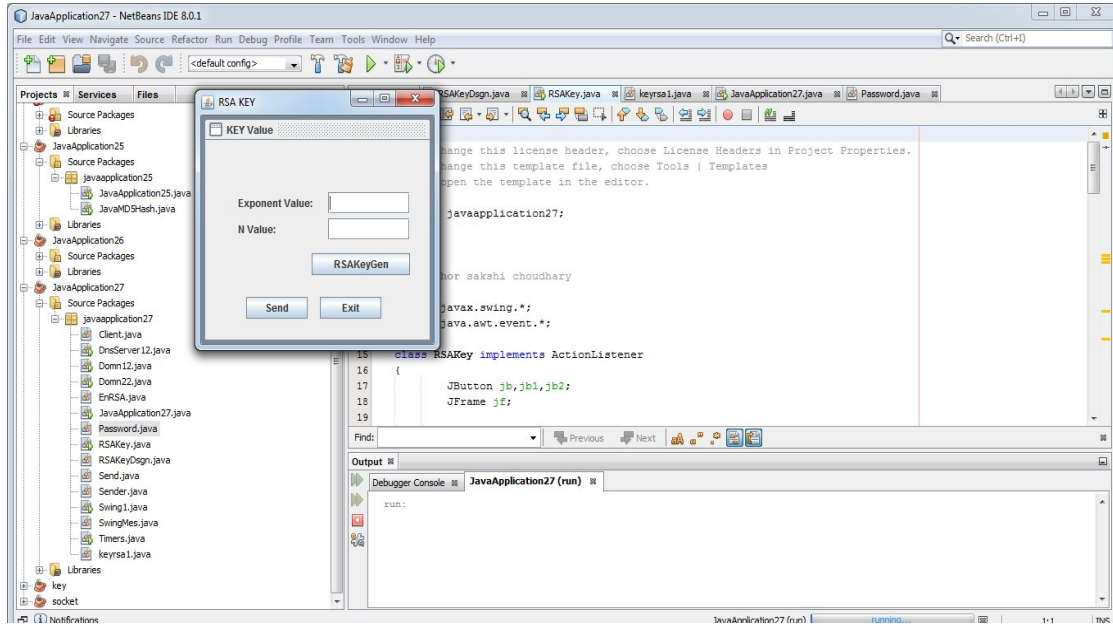 JavaApplication27 - NetBeans IDE 8.0.1
File Edit View Navigate Source Refactor Run Debug Profile Team Tools Window Help
Search (Ctrl+I)
<default config>
Projects Services Files
Source Packages
Libraries
JavaApplication25
Source Packages
javaapplication25
JavaApplication25.java
JavaMD5Hash.java
Libraries
JavaApplication26
Source Packages
Libraries
JavaApplication27
Source Packages
javaapplication27
Client.java
DnsServer12.java
Domn12.java
Domn22.java
EnRSA.java
JavaApplication27.java
Password.java
RSAKey.java
RSAKeyDsgn.java
Send.java
Sender.java
Swing1.java
SwingMes.java
Timers.java
keyrsa1.java
Libraries
key
socket
RSA KEY
KEY Value
Exponent Value:
N Value:
RSAKeyGen
Send Exit
RSAKeyDsgn.java RSAKey.java keyrsa1.java JavaApplication27.java Password.java
hange this license header, choose License Headers in Project Properties.
hange this template file, choose Tools | Templates
open the template in the editor.
javaapplication27;
hor sakshi choudhary
javax.swing.*;
java.awt.event.*;
15 class RSAKey implements ActionListener
16 {
17 JButton jb,jb1,jb2;
18 JFrame jf;
19
Find: Previous Next
Output
Debugger Console JavaApplication27 (run)
run:
Notifications JavaApplication27 (run) running... 1:1 INS